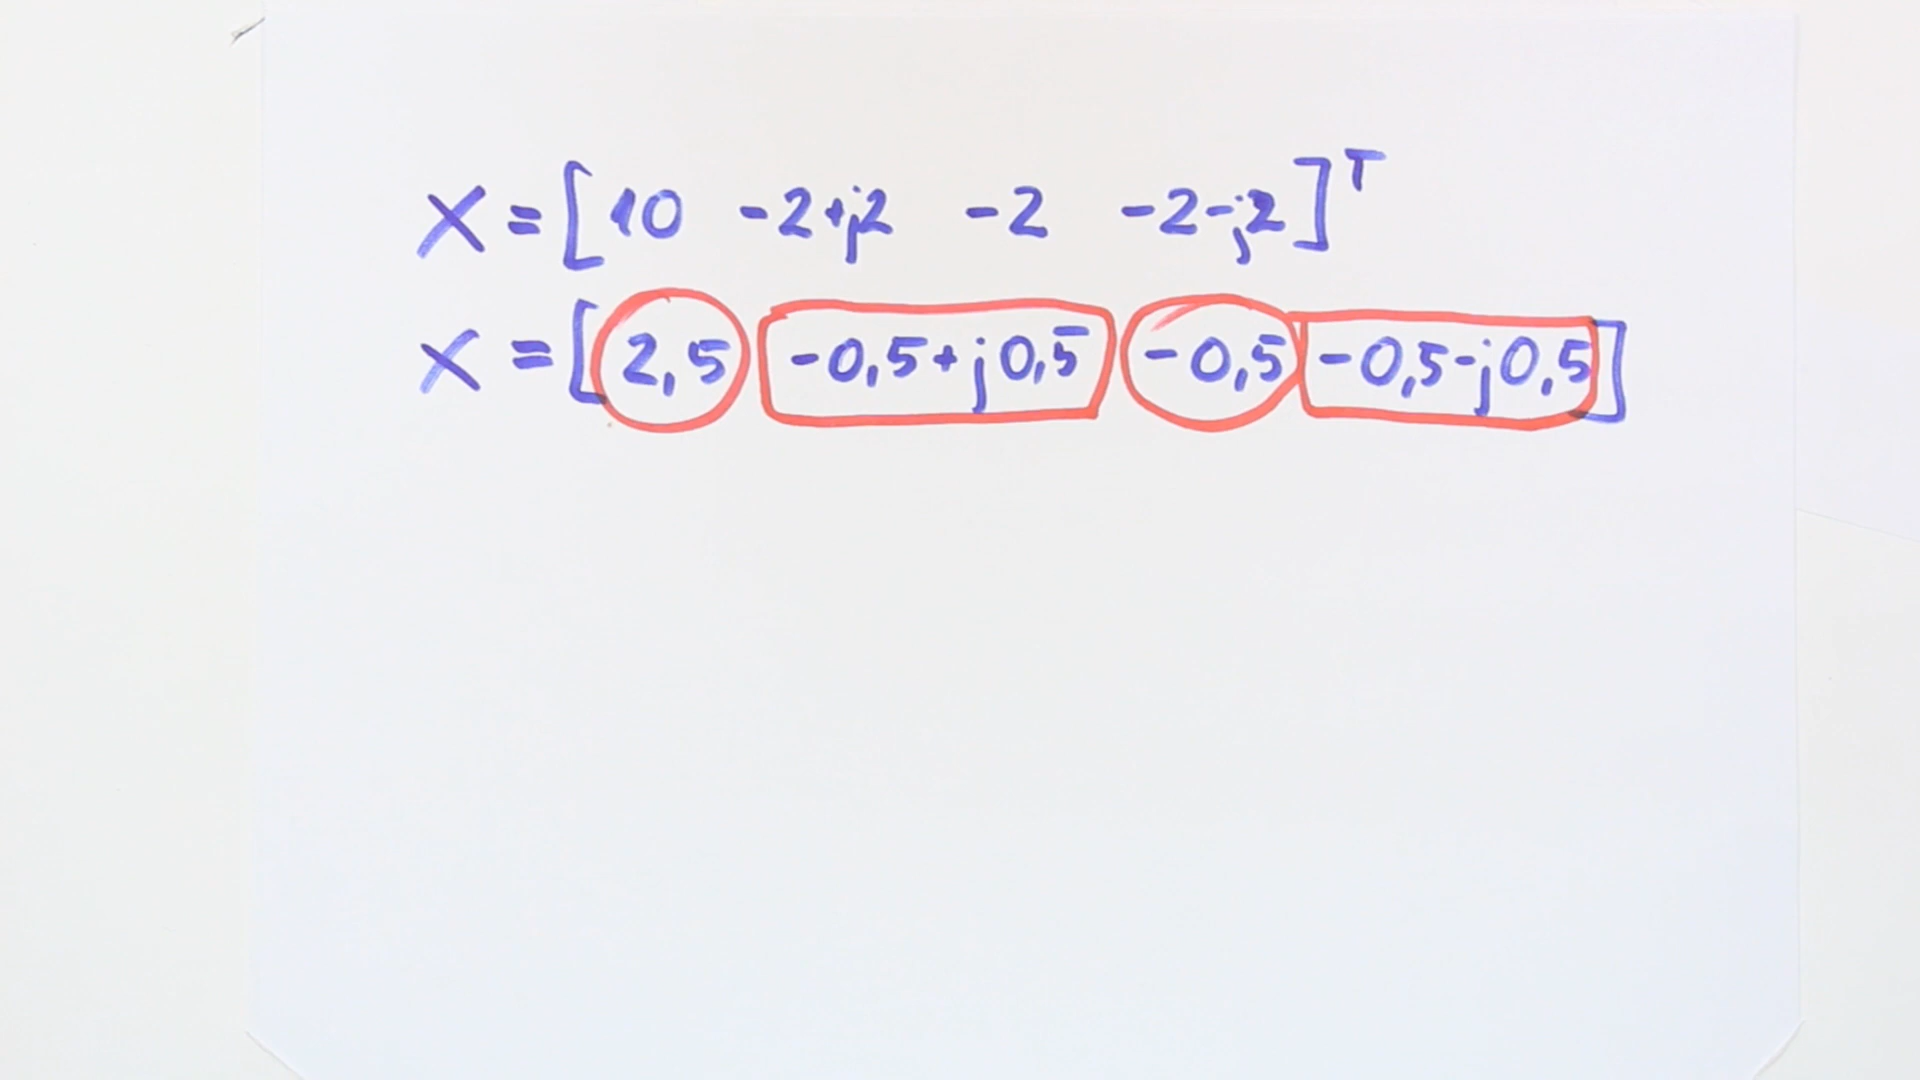 X = [ 10 -2+j2 -2 -2-j2 ]ᵀ
X = [ 2,5 -0,5+j0,5 -0,5 -0,5-j0,5 ]